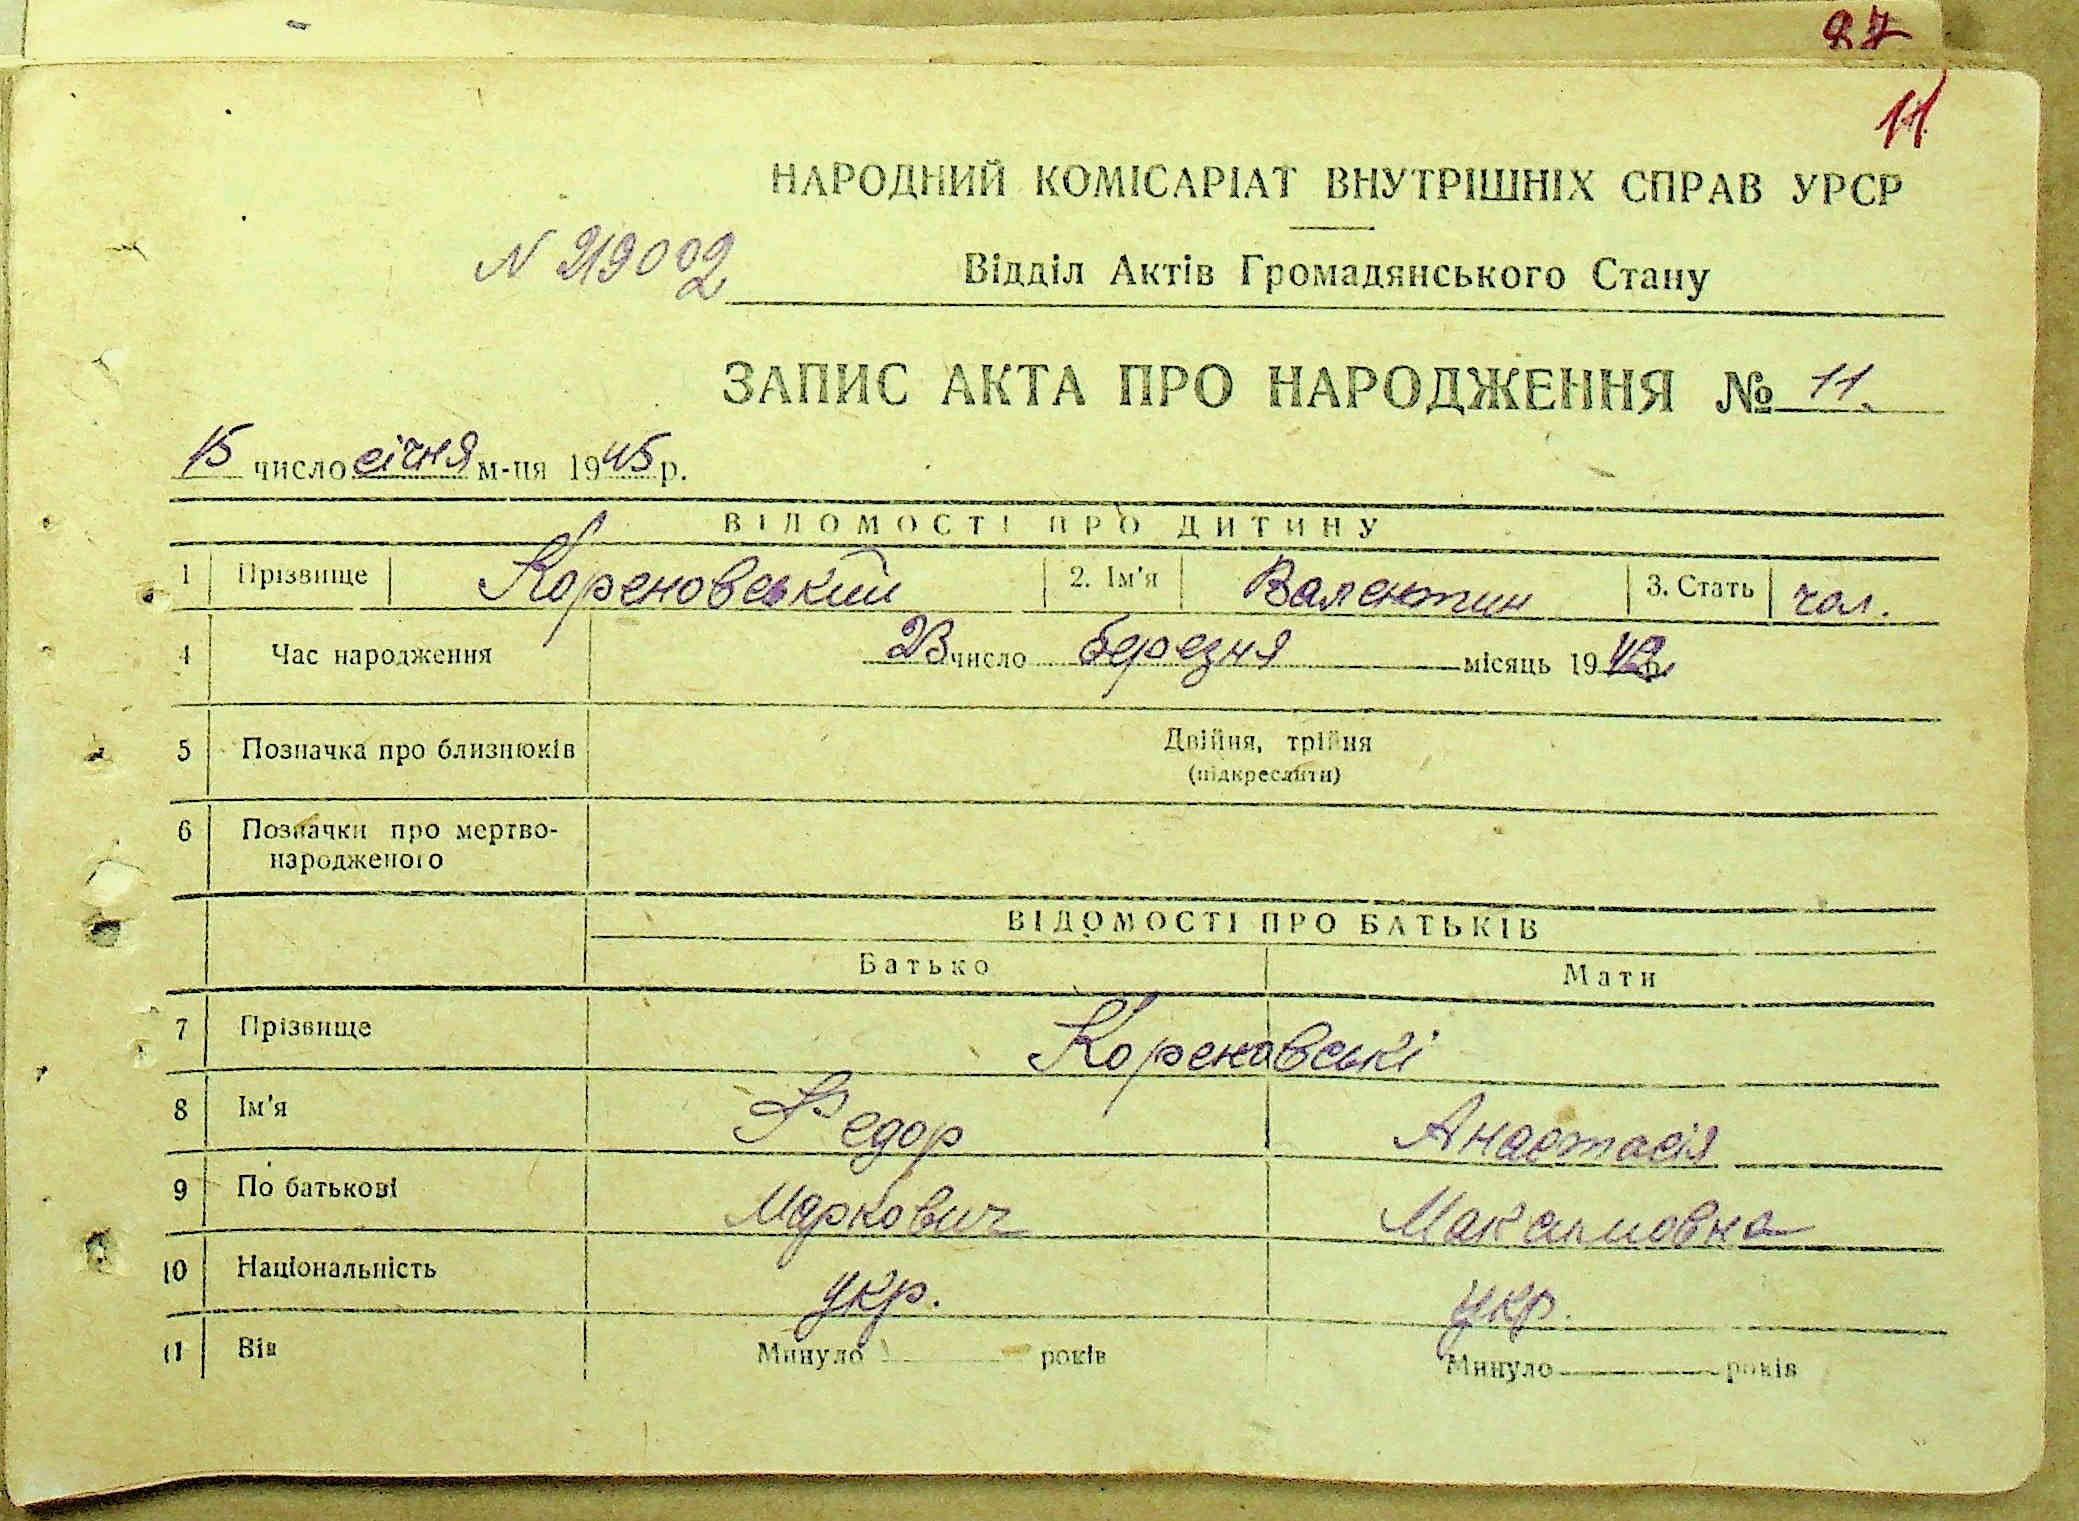 27
11
НАРОДНИЙ КОМІСАРІАТ ВНУТРІШНІХ СПРАВ УРСР
N 219002
Відділ Актів Громадянського Стану
ЗАПИС АКТА ПРО НАРОДЖЕННЯ № 11.
15 число січня м-ця 1945 р.
ВІДОМОСТІ ПРО ДИТИНУ
1 Прізвище Кореновський 2. Ім'я Валентин 3. Стать чол.
4 Час народження 23 число березня місяць 1942 р.
5 Позначка про близнюків Двійня, трійня
(підкреслити)
6 Позначки про мертво-
народженого
ВІДОМОСТІ ПРО БАТЬКІВ
Батько Мати
7 Прізвище Кореновські
8 Ім'я Федор Анастасія
9 По батькові Маркович Максимовна
10 Національність укр. укр.
11 Вік Минуло років Минуло років